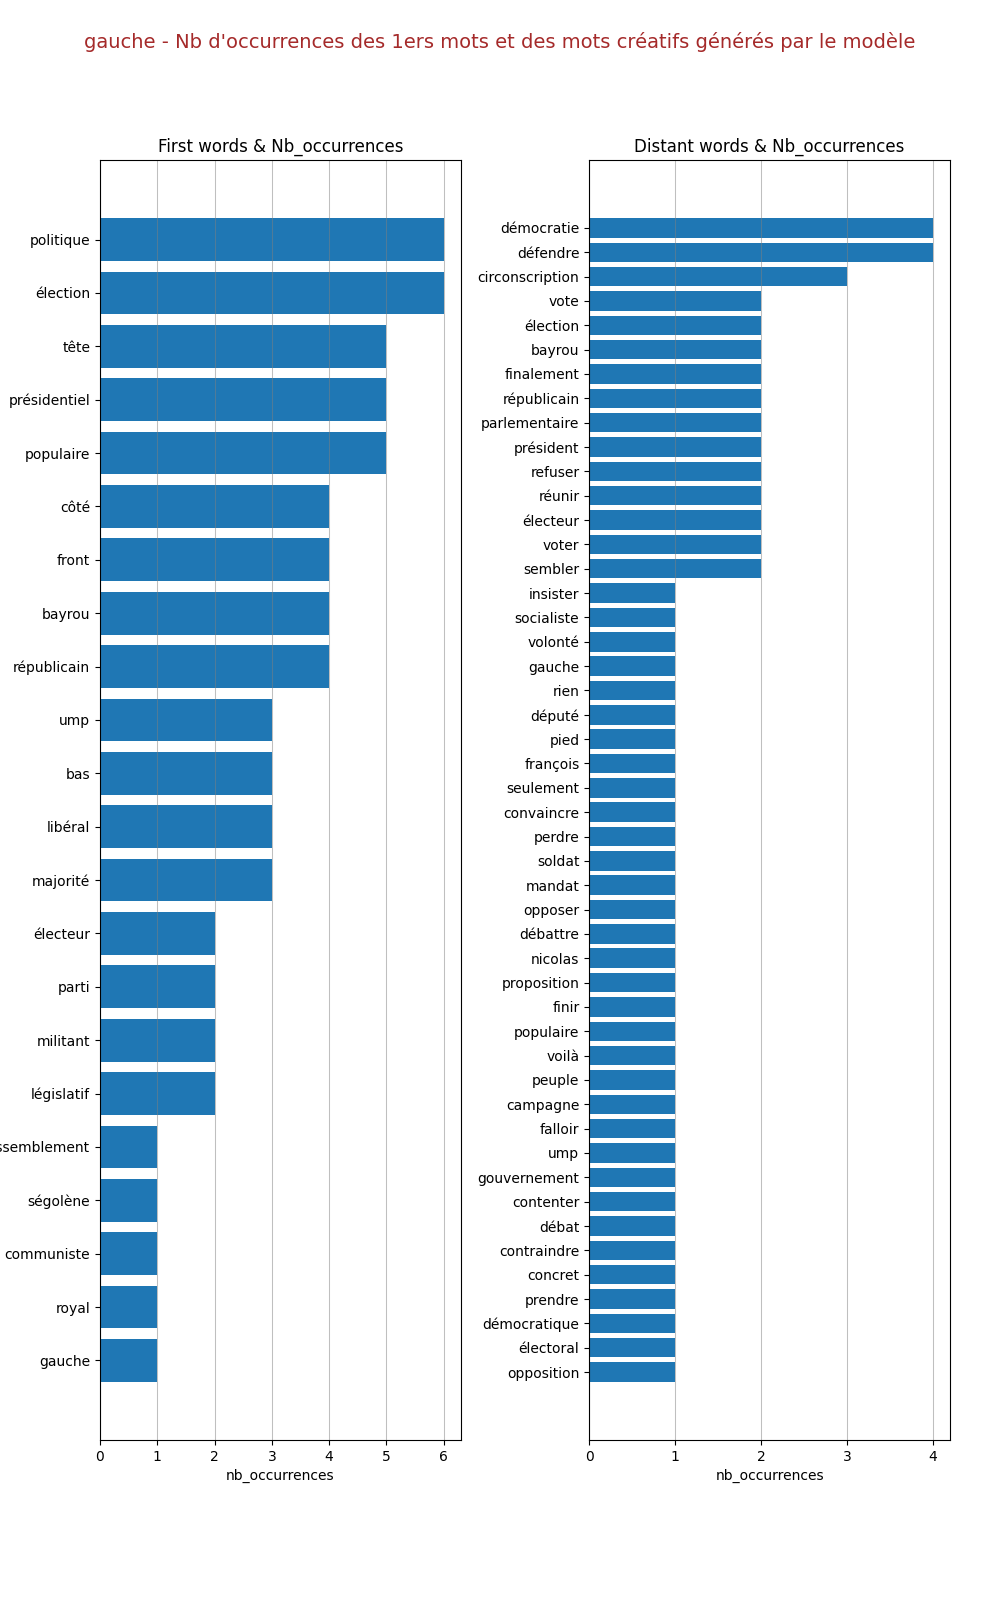 gauche - Nb d'occurrences des 1ers mots et des mots créatifs générés par le modèle
First words & Nb_occurrences
politique
élection
tête
présidentiel
populaire
côté
front
bayrou
républicain
ump
bas
libéral
majorité
électeur
parti
militant
législatif
ssemblement
ségolène
communiste
royal
gauche
0 1 2 3 4 5 6
nb_occurrences
Distant words & Nb_occurrences
démocratie
défendre
circonscription
vote
élection
bayrou
finalement
républicain
parlementaire
président
refuser
réunir
électeur
voter
sembler
insister
socialiste
volonté
gauche
rien
député
pied
françois
seulement
convaincre
perdre
soldat
mandat
opposer
débattre
nicolas
proposition
finir
populaire
voilà
peuple
campagne
falloir
ump
gouvernement
contenter
débat
contraindre
concret
prendre
démocratique
électoral
opposition
0 1 2 3 4
nb_occurrences